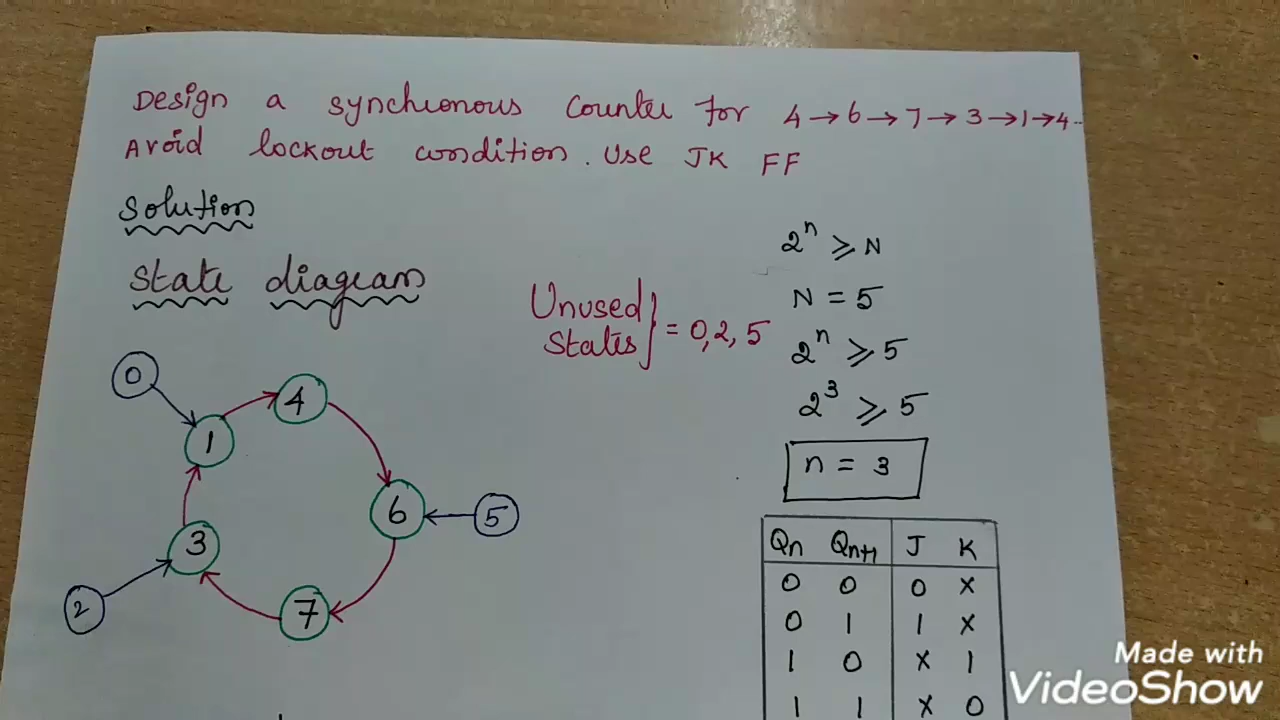 Design a synchronous counter for 4→6→7→3→1→4..
Avoid lockout condition. Use JK FF
Solution
State diagram
Unused
States } = 0,2,5
2ⁿ ≥ N
N = 5
2ⁿ ≥ 5
2³ ≥ 5
n = 3
0
1
4
6
5
3
2
7
Qn Qn+1 J K
0 0 0 x
0 1 1 x
1 0 x 1
1 1 x 0
Made with
VideoShow